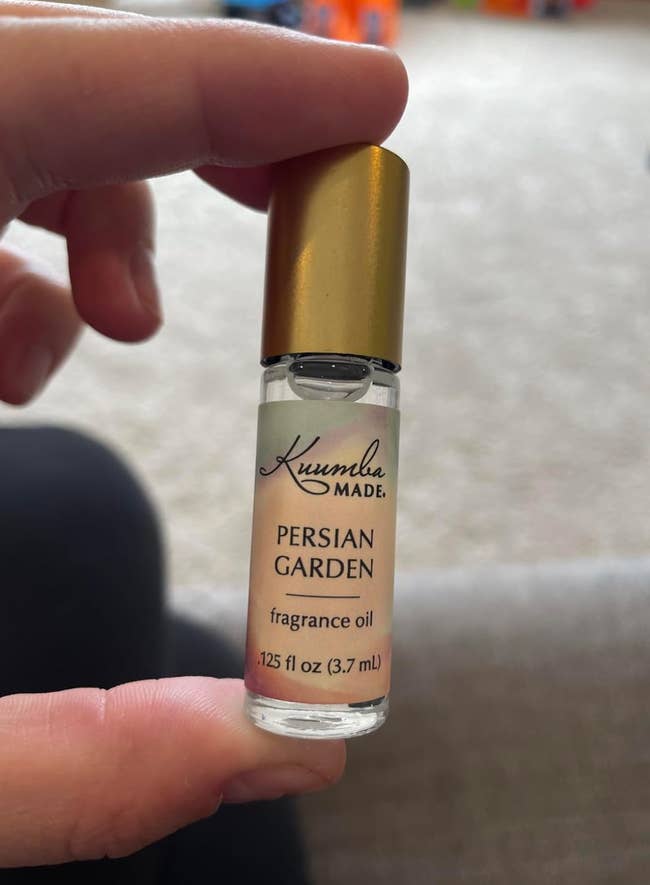 Kuumba
MADE.
PERSIAN
GARDEN
fragrance oil
.125 fl oz (3.7 mL)